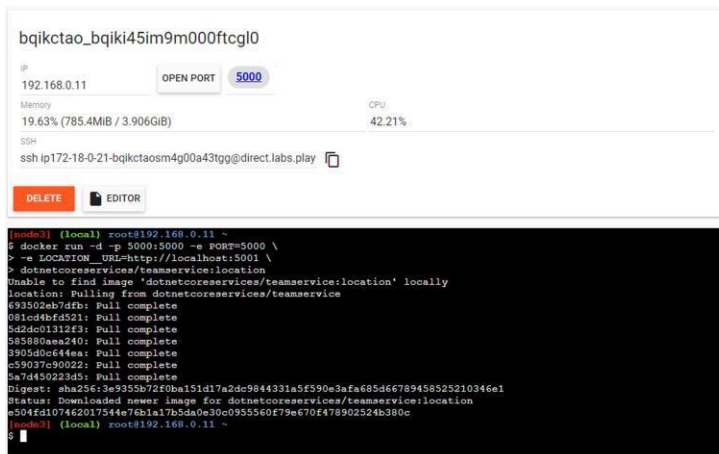 bqikctao_bqiki45im9m000ftcgl0
IP
192.168.0.11
OPEN PORT
5000
Memory
19.63% (785.4MiB / 3.906GiB)
CPU
42.21%
SSH
ssh ip172-18-0-21-bqikctaosm4g00a43tgg@direct.labs.play
DELETE
EDITOR
[node3] (local) root@192.168.0.11 ~
$ docker run -d -p 5000:5000 -e PORT=5000 \
> -e LOCATION__URL=http://localhost:5001 \
> dotnetcoreservices/teamservice:location
Unable to find image 'dotnetcoreservices/teamservice:location' locally
location: Pulling from dotnetcoreservices/teamservice
693502eb7dfb: Pull complete
081cd4bfd521: Pull complete
5d2dc01312f3: Pull complete
585880aea240: Pull complete
3905d0c644ea: Pull complete
c59037c90022: Pull complete
5a7d450223d5: Pull complete
Digest: sha256:3e9355b72f0ba151d17a2dc9844331a5f590e3afa685d66789458525210346e1
Status: Downloaded newer image for dotnetcoreservices/teamservice:location
e504fd107462017544e76b1a17b5da0e30c0955560f79e670f478902524b380c
[node3] (local) root@192.168.0.11 ~
$